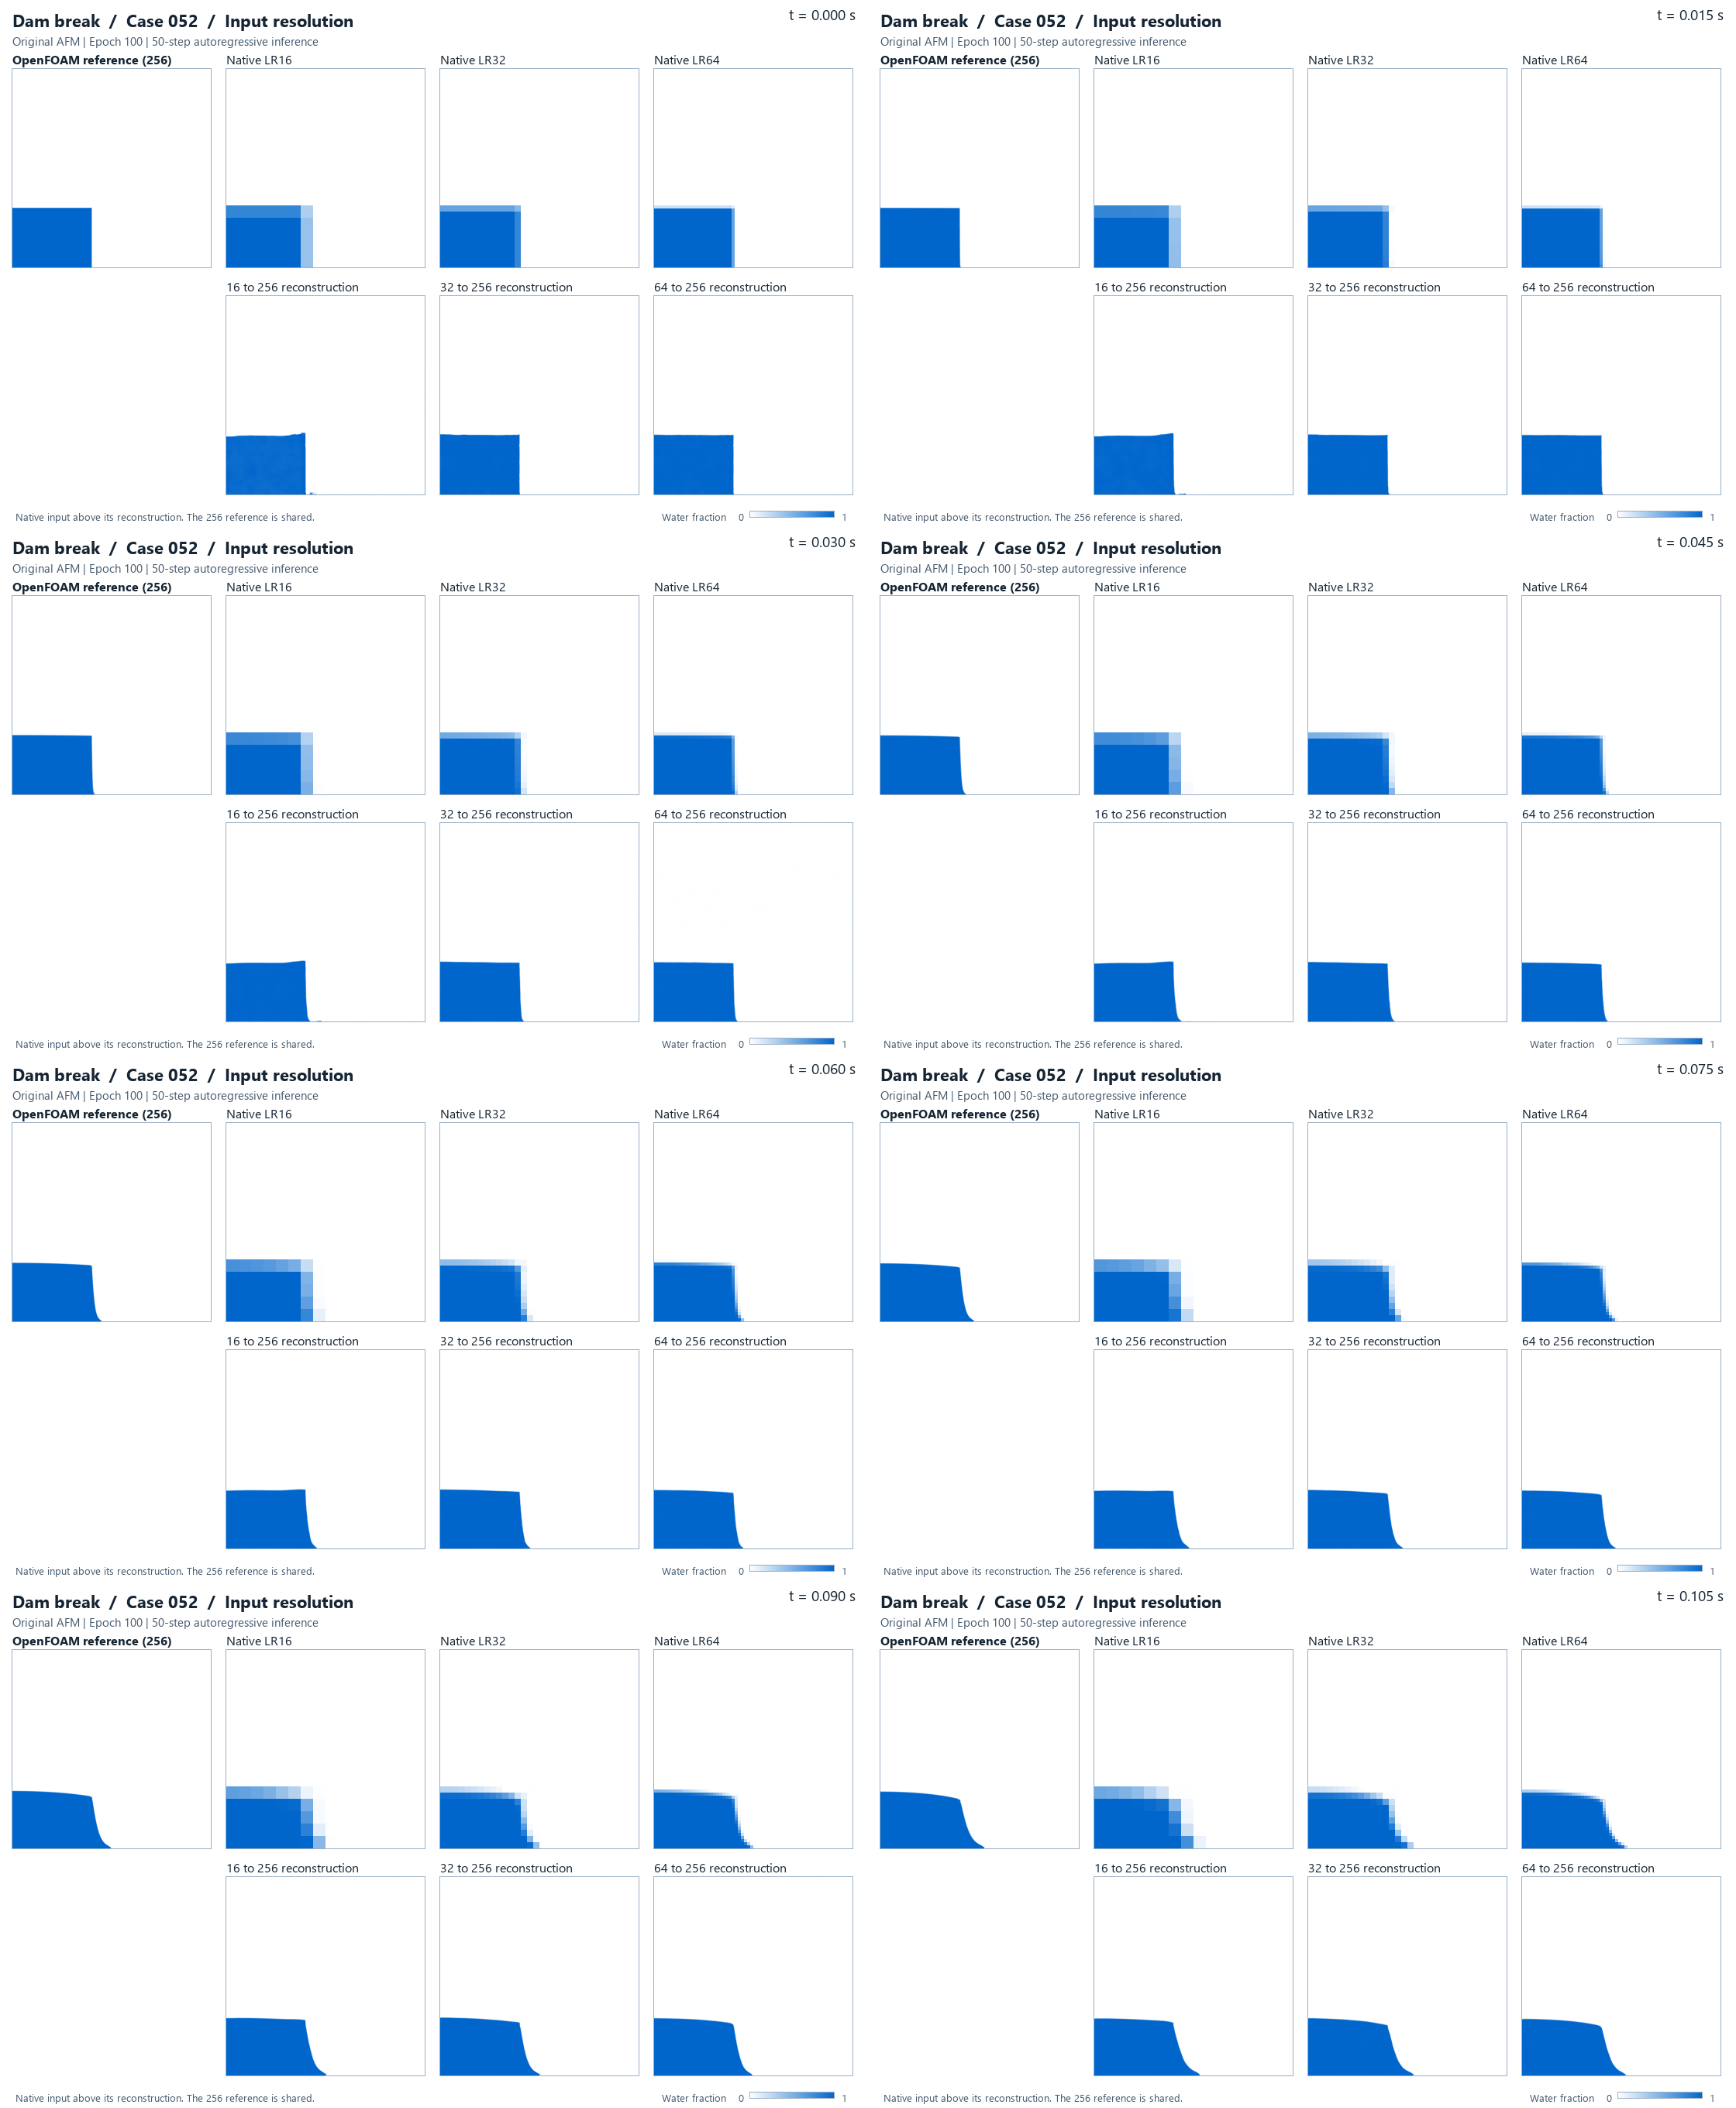 Dam break / Case 052 / Input resolution
t = 0.000 s
Original AFM | Epoch 100 | 50-step autoregressive inference
OpenFOAM reference (256)
Native LR16
Native LR32
Native LR64
16 to 256 reconstruction
32 to 256 reconstruction
64 to 256 reconstruction
Native input above its reconstruction. The 256 reference is shared.
Water fraction 0 1
Dam break / Case 052 / Input resolution
t = 0.015 s
Original AFM | Epoch 100 | 50-step autoregressive inference
OpenFOAM reference (256)
Native LR16
Native LR32
Native LR64
16 to 256 reconstruction
32 to 256 reconstruction
64 to 256 reconstruction
Native input above its reconstruction. The 256 reference is shared.
Water fraction 0 1
Dam break / Case 052 / Input resolution
t = 0.030 s
Original AFM | Epoch 100 | 50-step autoregressive inference
OpenFOAM reference (256)
Native LR16
Native LR32
Native LR64
16 to 256 reconstruction
32 to 256 reconstruction
64 to 256 reconstruction
Native input above its reconstruction. The 256 reference is shared.
Water fraction 0 1
Dam break / Case 052 / Input resolution
t = 0.045 s
Original AFM | Epoch 100 | 50-step autoregressive inference
OpenFOAM reference (256)
Native LR16
Native LR32
Native LR64
16 to 256 reconstruction
32 to 256 reconstruction
64 to 256 reconstruction
Native input above its reconstruction. The 256 reference is shared.
Water fraction 0 1
Dam break / Case 052 / Input resolution
t = 0.060 s
Original AFM | Epoch 100 | 50-step autoregressive inference
OpenFOAM reference (256)
Native LR16
Native LR32
Native LR64
16 to 256 reconstruction
32 to 256 reconstruction
64 to 256 reconstruction
Native input above its reconstruction. The 256 reference is shared.
Water fraction 0 1
Dam break / Case 052 / Input resolution
t = 0.075 s
Original AFM | Epoch 100 | 50-step autoregressive inference
OpenFOAM reference (256)
Native LR16
Native LR32
Native LR64
16 to 256 reconstruction
32 to 256 reconstruction
64 to 256 reconstruction
Native input above its reconstruction. The 256 reference is shared.
Water fraction 0 1
Dam break / Case 052 / Input resolution
t = 0.090 s
Original AFM | Epoch 100 | 50-step autoregressive inference
OpenFOAM reference (256)
Native LR16
Native LR32
Native LR64
16 to 256 reconstruction
32 to 256 reconstruction
64 to 256 reconstruction
Native input above its reconstruction. The 256 reference is shared.
Water fraction 0 1
Dam break / Case 052 / Input resolution
t = 0.105 s
Original AFM | Epoch 100 | 50-step autoregressive inference
OpenFOAM reference (256)
Native LR16
Native LR32
Native LR64
16 to 256 reconstruction
32 to 256 reconstruction
64 to 256 reconstruction
Native input above its reconstruction. The 256 reference is shared.
Water fraction 0 1